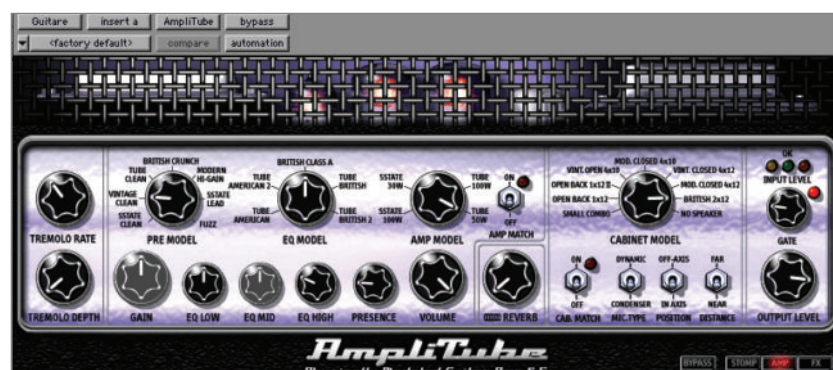 Guitare insert a AmpliTube bypass
<factory default> compare automation
TREMOLO RATE
TREMOLO DEPTH
BRITISH CRUNCH
TUBE CLEAN
MODERN HI-GAIN
VINTAGE CLEAN
SSTATE LEAD
SSTATE CLEAN
FUZZ
PRE MODEL
BRITISH CLASS A
TUBE AMERICAN 2
TUBE BRITISH
TUBE AMERICAN
TUBE BRITISH 2
EQ MODEL
SSTATE 30W
TUBE 100W
SSTATE 100W
TUBE 50W
AMP MODEL
ON
OFF
AMP MATCH
MOD. CLOSED 4x10
VINT. OPEN 4x10
VINT. CLOSED 4x12
OPEN BACK 1x12 II
MOD. CLOSED 4x12
OPEN BACK 1x12
BRITISH 2x12
SMALL COMBO
NO SPEAKER
CABINET MODEL
OK
INPUT LEVEL
GATE
GAIN
EQ LOW
EQ MID
EQ HIGH
PRESENCE
VOLUME
REVERB
ON
OFF
CAB. MATCH
DYNAMIC
CONDENSER
MIC.TYPE
OFF-AXIS
IN AXIS
POSITION
FAR
NEAR
DISTANCE
OUTPUT LEVEL
AmpliTube
BYPASS STOMP AMP FX